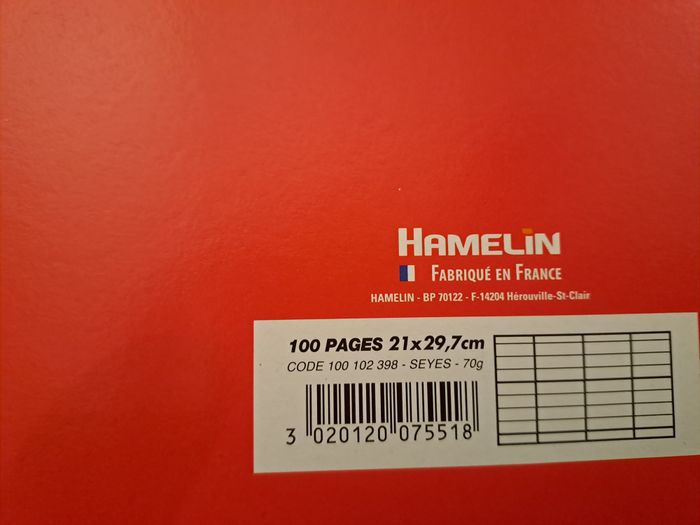 HAMELIN
FABRIQUÉ EN FRANCE
HAMELIN - BP 70122 - F-14204 Hérouville-St-Clair
100 PAGES 21x29,7cm
CODE 100 102 398 - SEYES - 70g
3 020120 075518